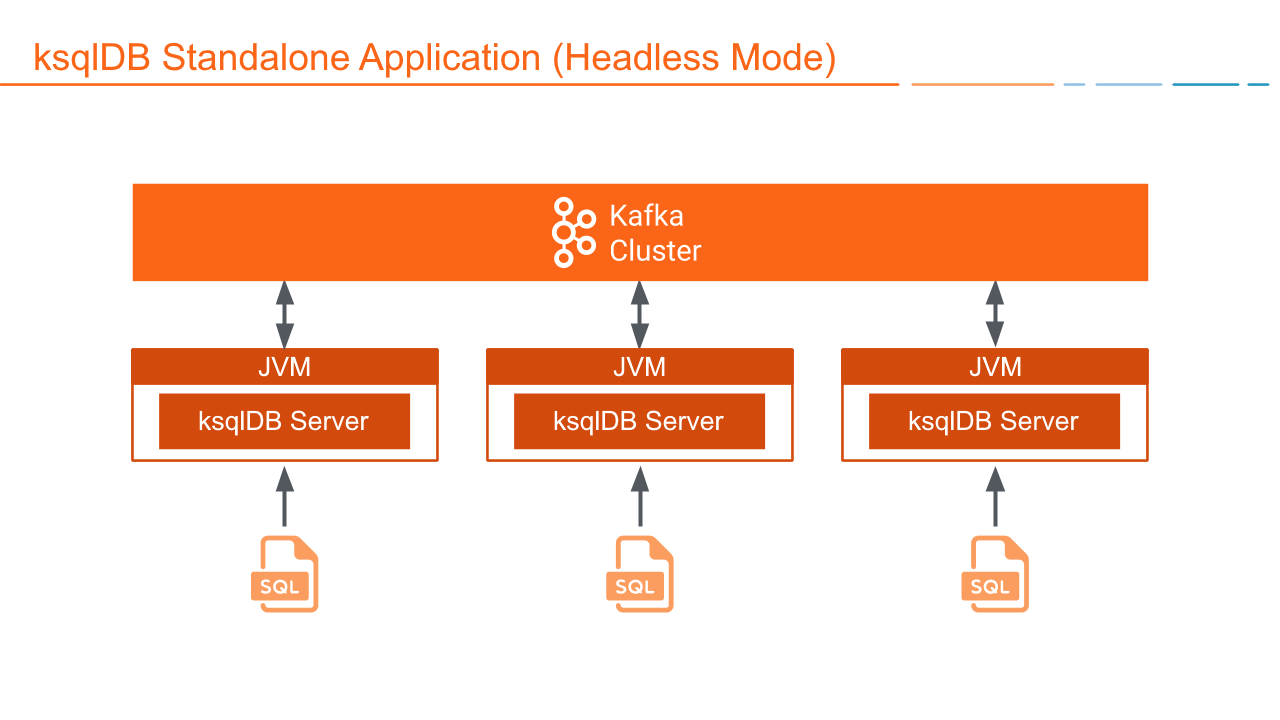 ksqlDB Standalone Application (Headless Mode)
Kafka
Cluster
JVM
JVM
JVM
ksqlDB Server
ksqlDB Server
ksqlDB Server
SQL
SQL
SQL